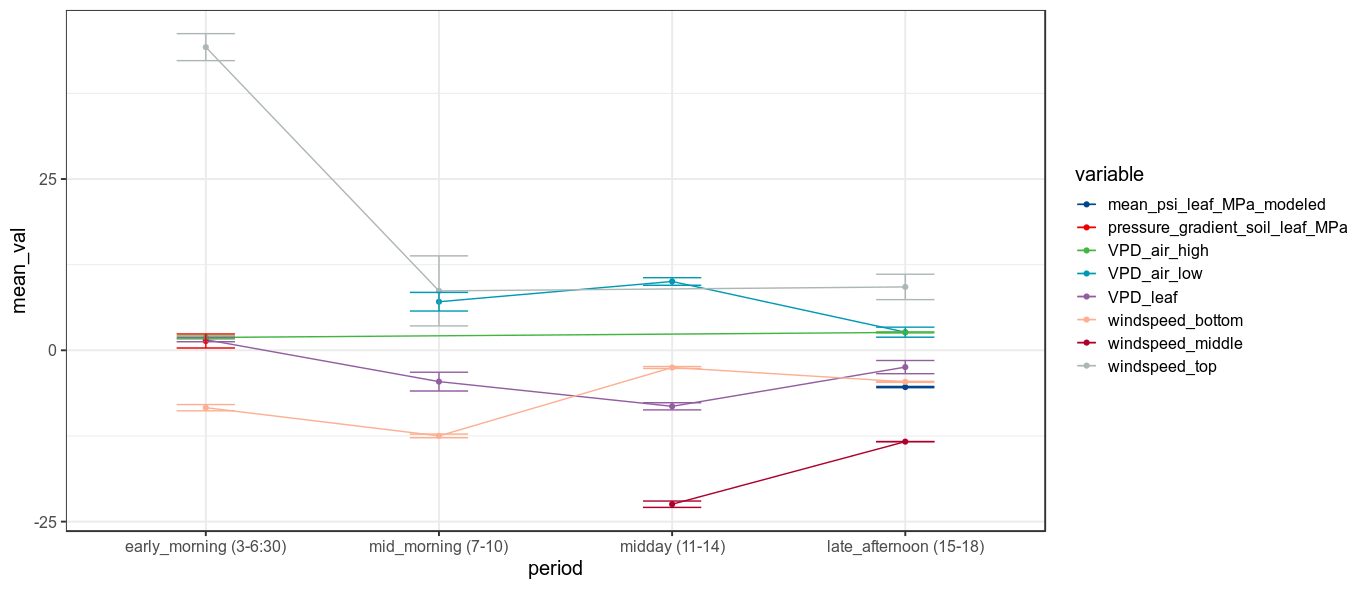 mean_val
25
0
-25
early_morning (3-6:30)
mid_morning (7-10)
midday (11-14)
late_afternoon (15-18)
period
variable
mean_psi_leaf_MPa_modeled
pressure_gradient_soil_leaf_MPa
VPD_air_high
VPD_air_low
VPD_leaf
windspeed_bottom
windspeed_middle
windspeed_top